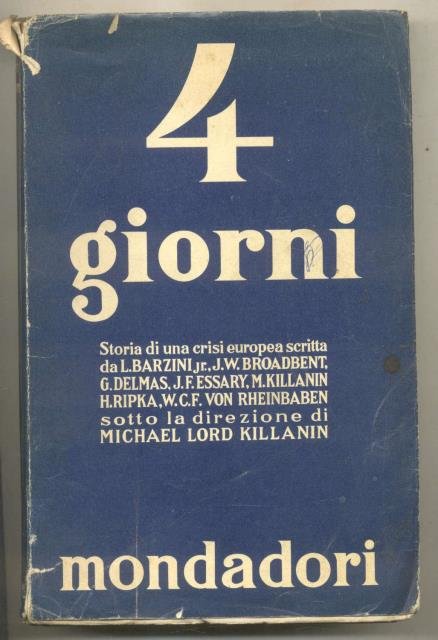 4
giorni
Storia di una crisi europea scritta
da L.BARZINI JR., J.W. BROADBENT,
G. DELMAS, J.F. ESSARY, M. KILLANIN
H. RIPKA, W.C.F. VON RHEINBABEN
sotto la direzione di
MICHAEL LORD KILLANIN
mondadori